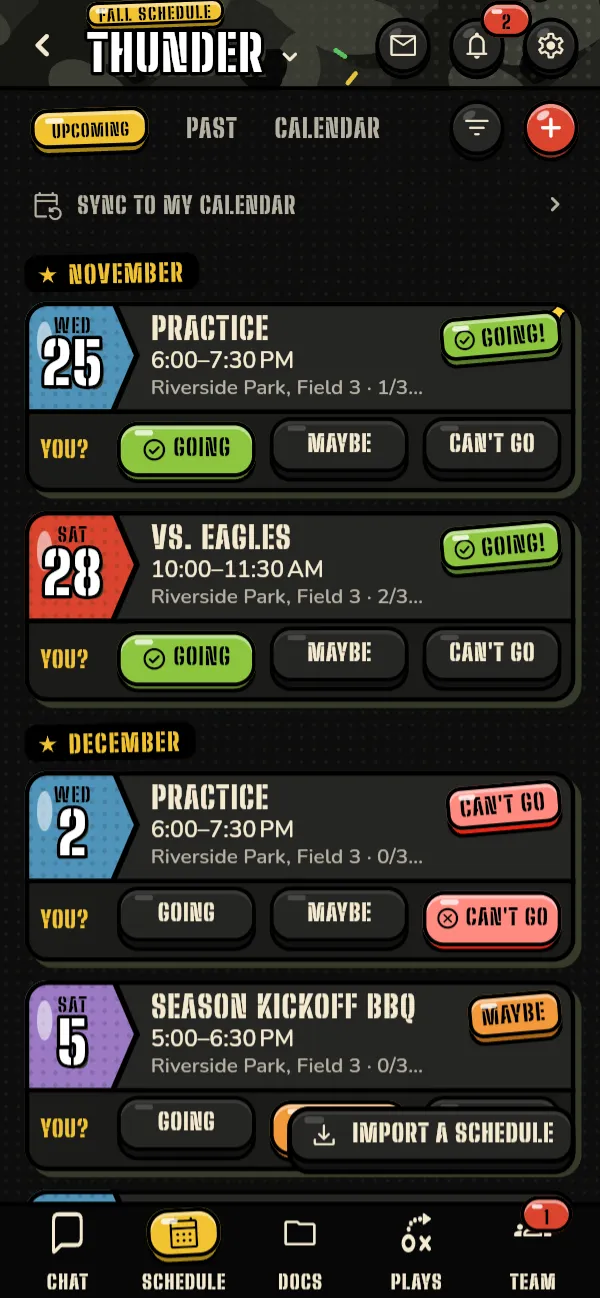 FALL SCHEDULE
THUNDER
2
UPCOMING
PAST
CALENDAR
SYNC TO MY CALENDAR
★ NOVEMBER
WED
25
PRACTICE
6:00–7:30 PM
Riverside Park, Field 3 · 1/3...
GOING!
YOU?
GOING
MAYBE
CAN'T GO
SAT
28
VS. EAGLES
10:00–11:30 AM
Riverside Park, Field 3 · 2/3...
GOING!
YOU?
GOING
MAYBE
CAN'T GO
★ DECEMBER
WED
2
PRACTICE
6:00–7:30 PM
Riverside Park, Field 3 · 0/3...
CAN'T GO
YOU?
GOING
MAYBE
CAN'T GO
SAT
5
SEASON KICKOFF BBQ
5:00–6:30 PM
Riverside Park, Field 3 · 0/3...
MAYBE
YOU?
GOING
IMPORT A SCHEDULE
CHAT
SCHEDULE
DOCS
PLAYS
1
TEAM